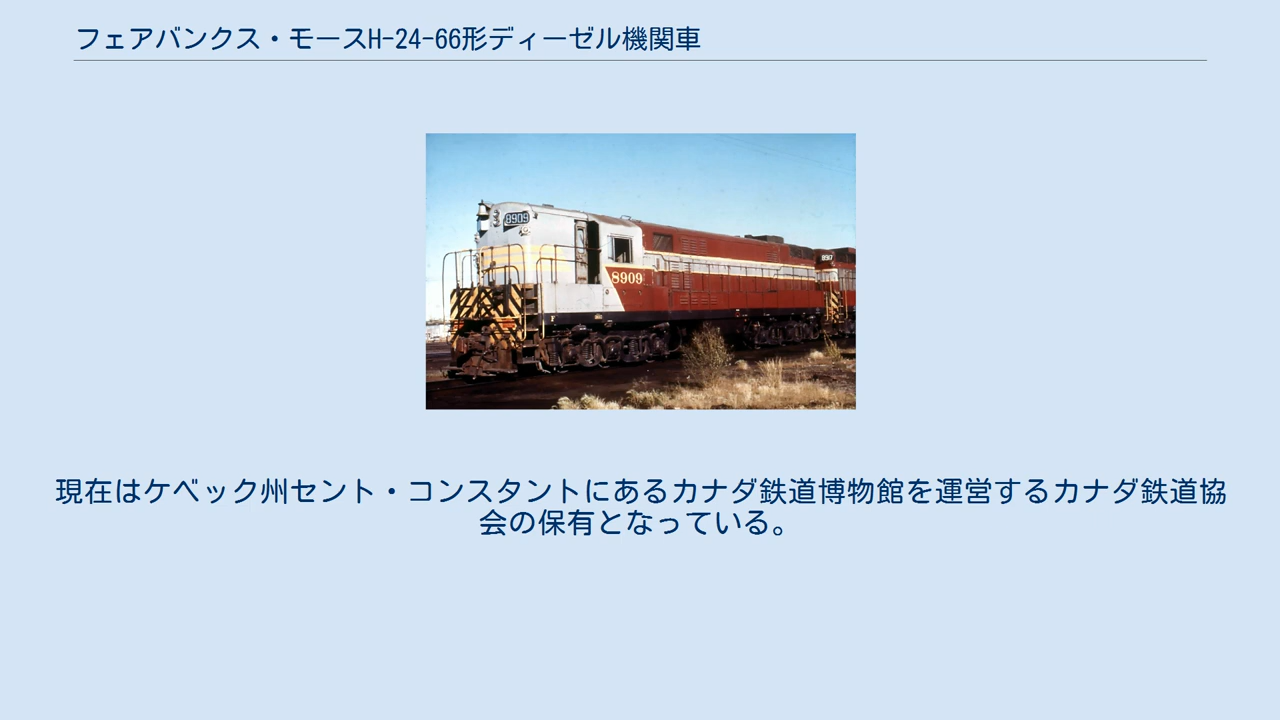 フェアバンクス・モースH-24-66形ディーゼル機関車
8909
8909
現在はケベック州セント・コンスタントにあるカナダ鉄道博物館を運営するカナダ鉄道協
会の保有となっている。